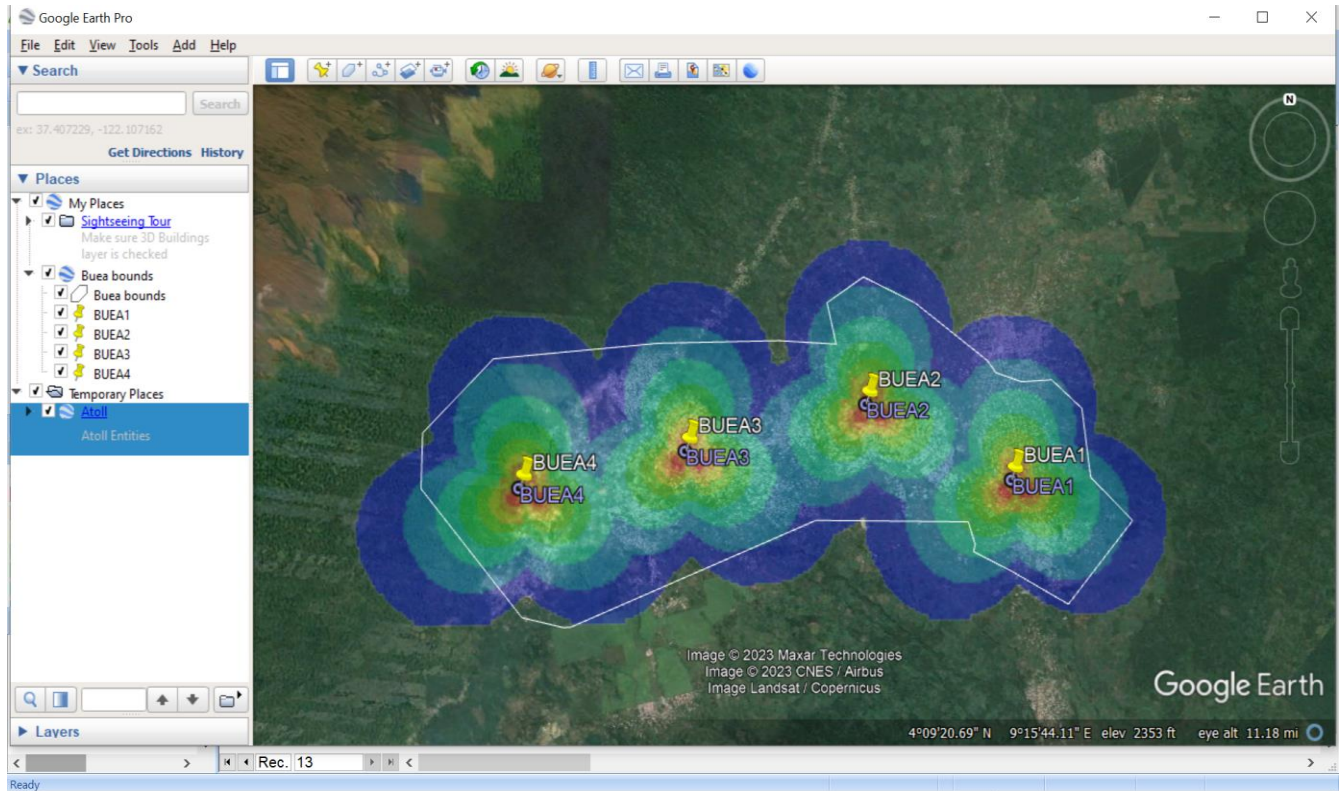 Google Earth Pro
File Edit View Tools Add Help
▼ Search
Search
ex: 37.407229, -122.107162
Get Directions History
▼ Places
My Places
Sightseeing Tour
Make sure 3D Buildings
layer is checked
Buea bounds
Buea bounds
BUEA1
BUEA2
BUEA3
BUEA4
Temporary Places
Atoll
Atoll Entities
▶ Layers
N
BUEA2
BUEA2
BUEA3
BUEA3
BUEA1
BUEA1
BUEA4
BUEA4
Image © 2023 Maxar Technologies
Image © 2023 CNES / Airbus
Image Landsat / Copernicus
Google Earth
4°09'20.69" N 9°15'44.11" E elev 2353 ft eye alt 11.18 mi
Rec. 13
Ready